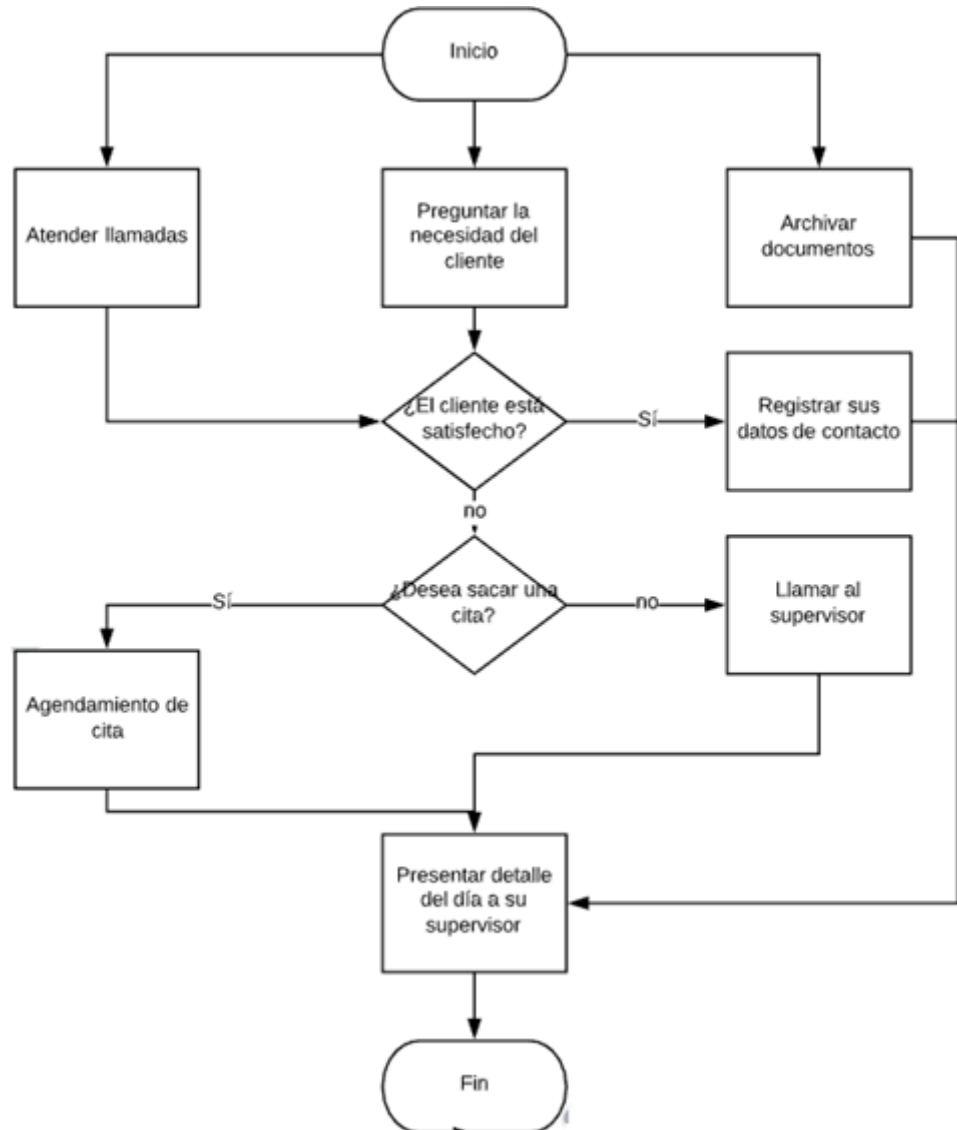 Inicio
Atender llamadas
Preguntar la
necesidad del
cliente
Archivar
documentos
¿El cliente está
satisfecho?
Sí
Registrar sus
datos de contacto
no
¿Desea sacar una
cita?
Sí
no
Llamar al
supervisor
Agendamiento de
cita
Presentar detalle
del día a su
supervisor
Fin